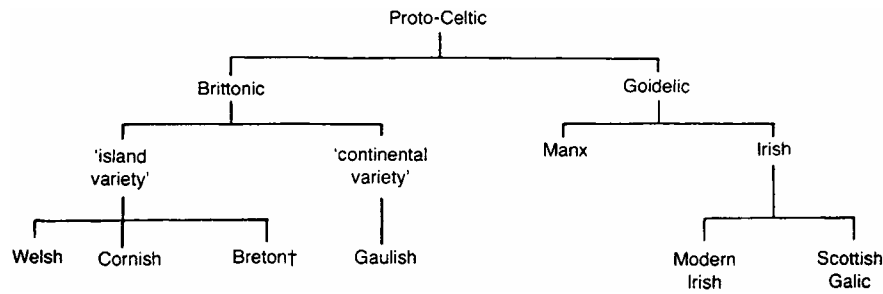 Proto-Celtic
Brittonic
Goidelic
'island
variety'
'continental
variety'
Manx
Irish
Welsh
Cornish
Breton†
Gaulish
Modern
Irish
Scottish
Galic